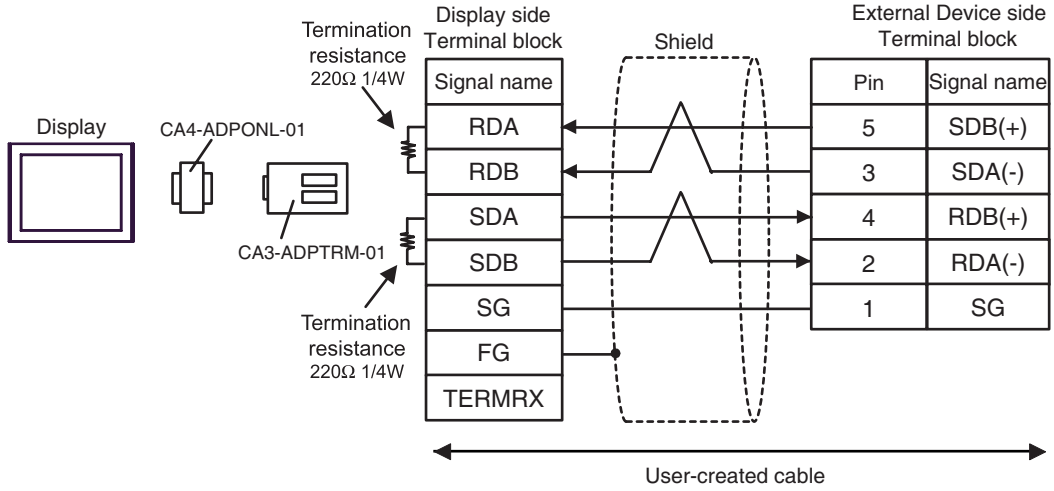 Display
CA4-ADPONL-01
CA3-ADPTRM-01
Termination
resistance
220Ω 1/4W
Termination
resistance
220Ω 1/4W
Display side
Terminal block
Signal name
RDA
RDB
SDA
SDB
SG
FG
TERMRX
Shield
External Device side
Terminal block
Pin Signal name
5 SDB(+)
3 SDA(-)
4 RDB(+)
2 RDA(-)
1 SG
User-created cable